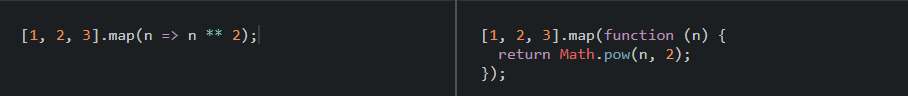 [1, 2, 3].map(n => n ** 2);
[1, 2, 3].map(function (n) {
  return Math.pow(n, 2);
});